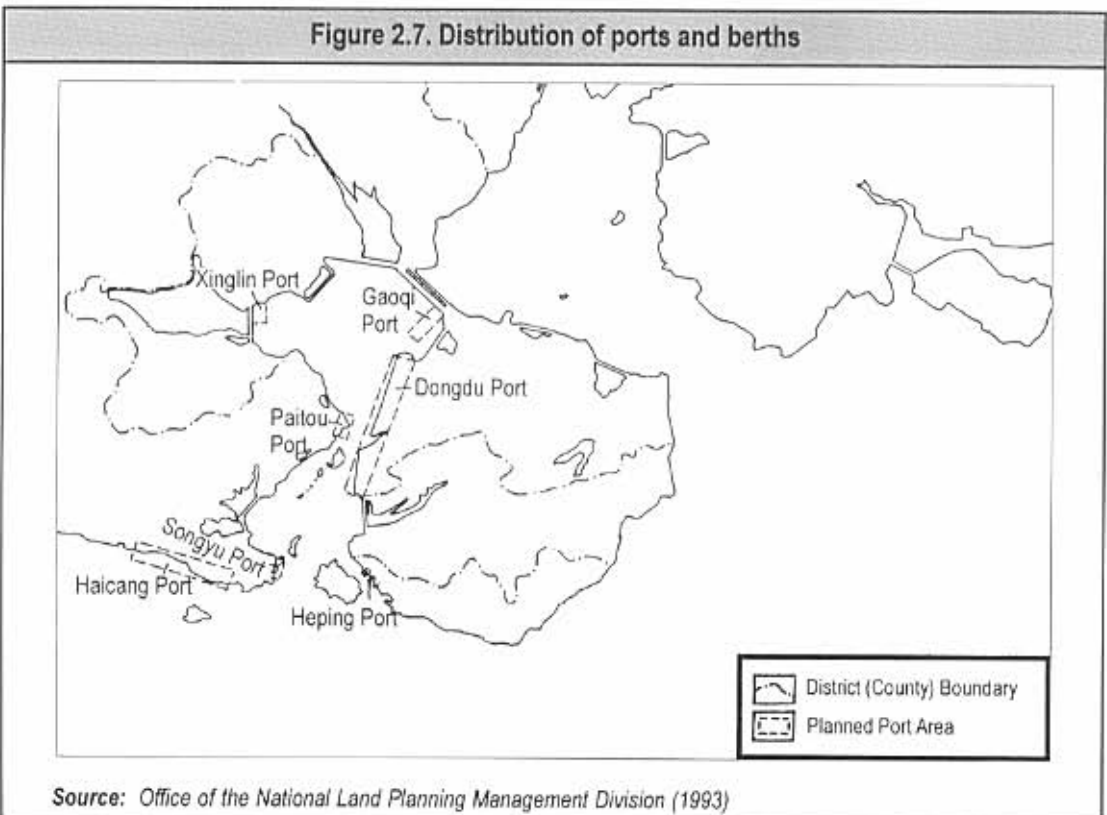 Figure 2.7. Distribution of ports and berths
Xinglin Port
Gaoqi
Port
Dongdu Port
Paitou
Port
Songyu Port
Haicang Port
Heping Port
District (County) Boundary
Planned Port Area
Source: Office of the National Land Planning Management Division (1993)